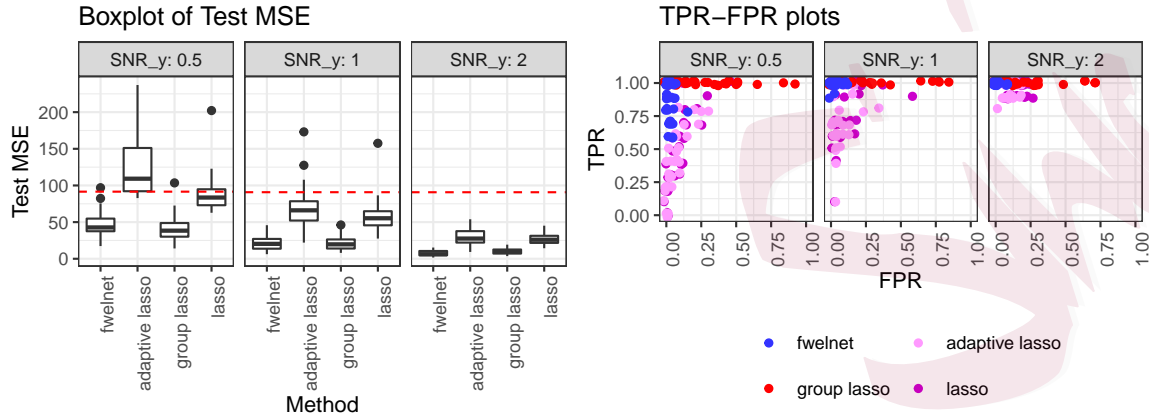 Boxplot of Test MSE
SNR_y: 0.5
SNR_y: 1
SNR_y: 2
Test MSE
200
150
100
50
0
fwelnet
adaptive lasso
group lasso
lasso
fwelnet
adaptive lasso
group lasso
lasso
fwelnet
adaptive lasso
group lasso
lasso
Method
TPR−FPR plots
SNR_y: 0.5
SNR_y: 1
SNR_y: 2
TPR
1.00
0.75
0.50
0.25
0.00
0.00
0.25
0.50
0.75
1.00
0.00
0.25
0.50
0.75
1.00
0.00
0.25
0.50
0.75
1.00
FPR
fwelnet
adaptive lasso
group lasso
lasso